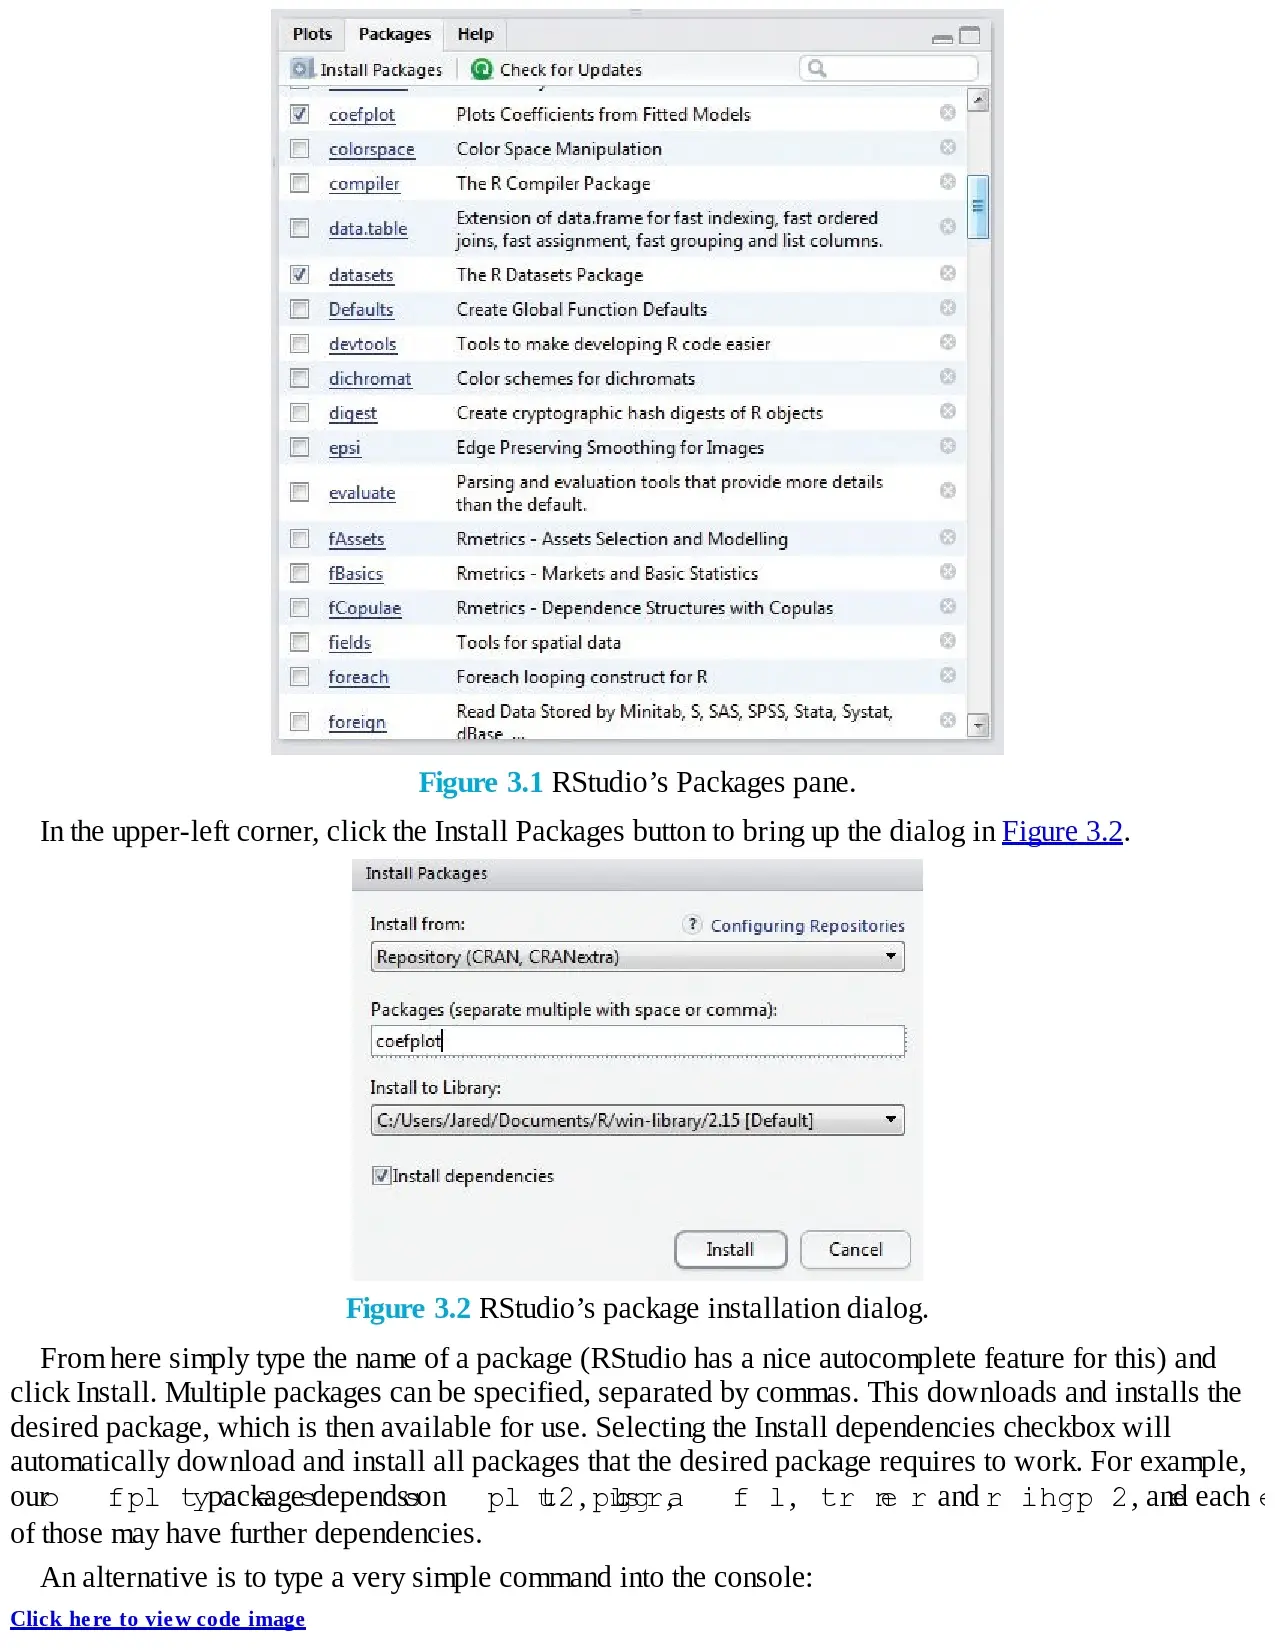 Plots Packages Help
Install Packages Check for Updates
coefplot Plots Coefficients from Fitted Models
colorspace Color Space Manipulation
compiler The R Compiler Package
data.table Extension of data.frame for fast indexing, fast ordered
joins, fast assignment, fast grouping and list columns.
datasets The R Datasets Package
Defaults Create Global Function Defaults
devtools Tools to make developing R code easier
dichromat Color schemes for dichromats
digest Create cryptographic hash digests of R objects
epsi Edge Preserving Smoothing for Images
evaluate Parsing and evaluation tools that provide more details
than the default.
fAssets Rmetrics - Assets Selection and Modelling
fBasics Rmetrics - Markets and Basic Statistics
fCopulae Rmetrics - Dependence Structures with Copulas
fields Tools for spatial data
foreach Foreach looping construct for R
foreign Read Data Stored by Minitab, S, SAS, SPSS, Stata, Systat,
dBase, ...
Figure 3.1 RStudio’s Packages pane.
In the upper-left corner, click the Install Packages button to bring up the dialog in Figure 3.2.
Install Packages
Install from: ? Configuring Repositories
Repository (CRAN, CRANextra)
Packages (separate multiple with space or comma):
coefplot
Install to Library:
C:/Users/Jared/Documents/R/win-library/2.15 [Default]
Install dependencies
Install Cancel
Figure 3.2 RStudio’s package installation dialog.
From here simply type the name of a package (RStudio has a nice autocomplete feature for this) and
click Install. Multiple packages can be specified, separated by commas. This downloads and installs the
desired package, which is then available for use. Selecting the Install dependencies checkbox will
automatically download and install all packages that the desired package requires to work. For example,
our package depends on and , and each
of those may have further dependencies.
An alternative is to type a very simple command into the console:
Click here to view code image